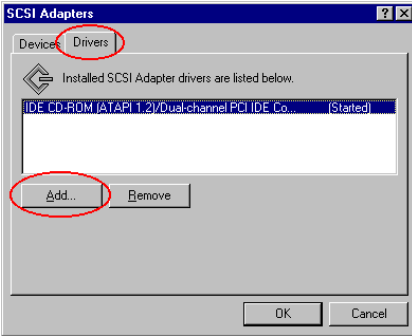 SCSI Adapters
Devices Drivers
Installed SCSI Adapter drivers are listed below.
IDE CD-ROM (ATAPI 1.2)/Dual-channel PCI IDE Co... (Started)
Add... Remove
OK Cancel